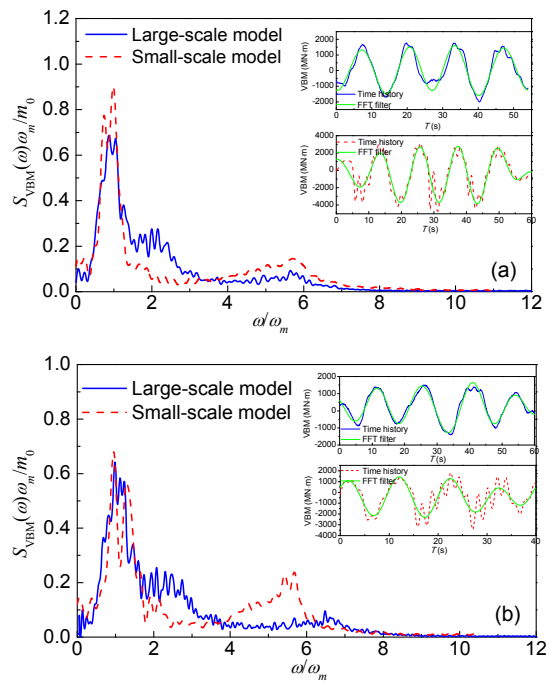 Large-scale model
Small-scale model
S_VBM(ω)ω_m/m_0
1.0
0.8
0.6
0.4
0.2
0.0
0 2 4 6 8 10 12
ω/ω_m
(a)
VBM (MN·m)
2000
1000
0
-1000
-2000
Time history
FFT filter
0 10 20 30 40 50
T(s)
VBM (MN·m)
4000
2000
0
-2000
-4000
Time history
FFT filter
0 10 20 30 40 50 60
T(s)
Large-scale model
Small-scale model
S_VBM(ω)ω_m/m_0
1.0
0.8
0.6
0.4
0.2
0.0
0 2 4 6 8 10 12
ω/ω_m
(b)
VBM (MN·m)
2000
1000
0
-1000
-2000
Time history
FFT filter
0 10 20 30 40 50 60
T(s)
VBM (MN·m)
2000
1000
0
-1000
-2000
-3000
-4000
Time history
FFT filter
0 10 20 30 40
T(s)